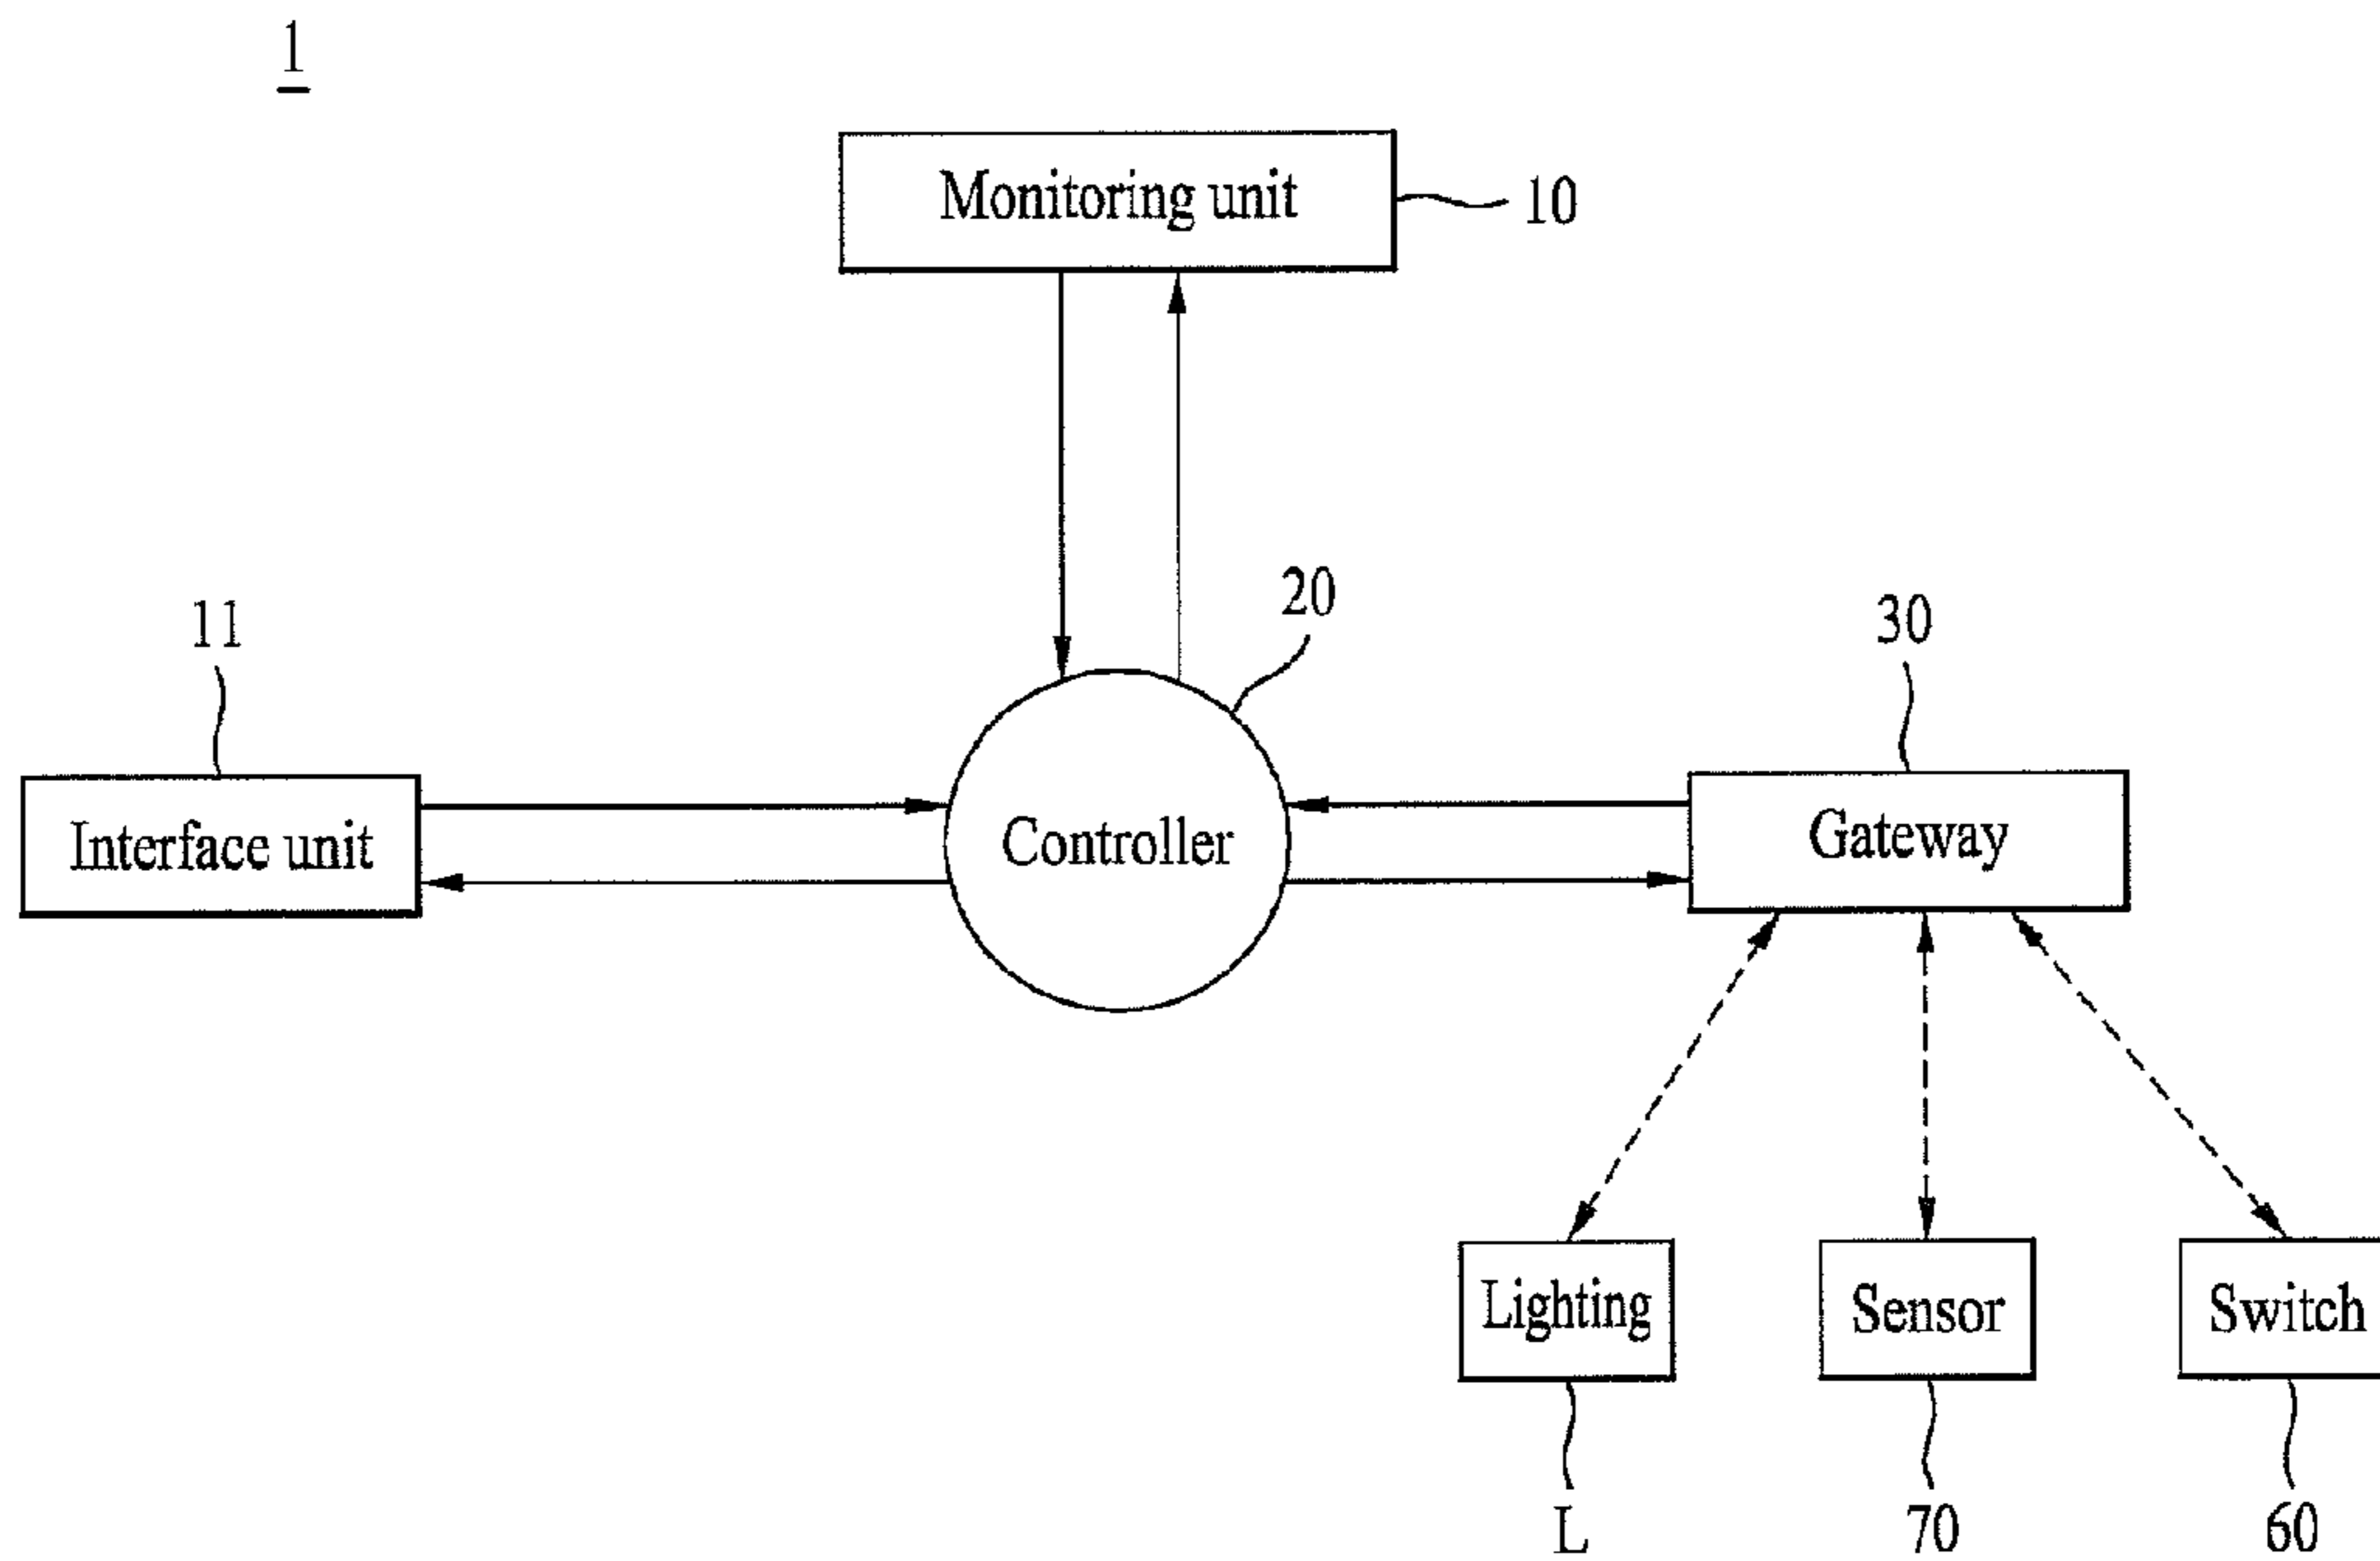 1
Monitoring unit
10
20
11
30
Interface unit
Controller
Gateway
Lighting
Sensor
Switch
L
70
60